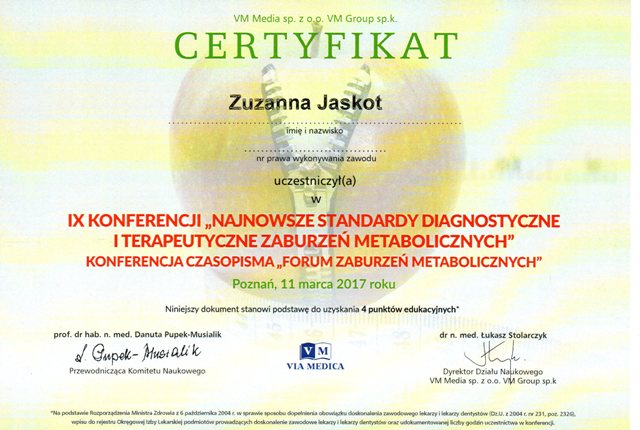 VM Media sp. z o.o. VM Group sp.k.
CERTYFIKAT
Zuzanna Jaskot
imię i nazwisko
nr prawa wykonywania zawodu
uczestniczył(a)
w
IX KONFERENCJI „NAJNOWSZE STANDARDY DIAGNOSTYCZNE
I TERAPEUTYCZNE ZABURZEŃ METABOLICZNYCH”
KONFERENCJA CZASOPISMA „FORUM ZABURZEŃ METABOLICZNYCH”
Poznań, 11 marca 2017 roku
Niniejszy dokument stanowi podstawę do uzyskania 4 punktów edukacyjnych*
prof. dr hab. n. med. Danuta Pupek-Musialik
D. Pupek-Musialik
Przewodnicząca Komitetu Naukowego
VM
VIA MEDICA
dr n. med. Łukasz Stolarczyk
Dyrektor Działu Naukowego
VM Media sp. z o.o. VM Group sp.k.
*Na podstawie Rozporządzenia Ministra Zdrowia z 6 października 2004 r. w sprawie sposobu dopełnienia obowiązku doskonalenia zawodowego lekarzy i lekarzy dentystów (Dz.U. z 2004 r. nr 231, poz. 2326),
wpisu do rejestru Okręgowej Izby Lekarskiej podmiotów prowadzących doskonalenie zawodowe lekarzy i lekarzy dentystów oraz udokumentowanej liczby godzin uczestnictwa w konferencji.